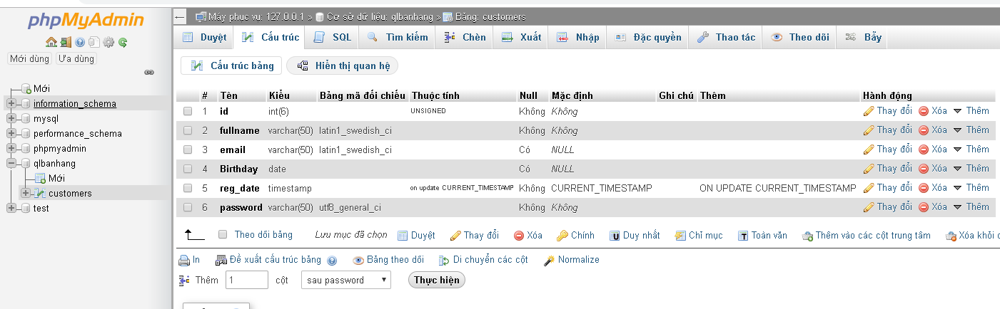 phpMyAdmin
Mới dùng Ưa dùng
Mới
information_schema
mysql
performance_schema
phpmyadmin
qlbanhang
Mới
customers
test
Máy phục vụ: 127.0.0.1 » Cơ sở dữ liệu: qlbanhang » Bảng: customers
Duyệt Cấu trúc SQL Tìm kiếm Chèn Xuất Nhập Đặc quyền Thao tác Theo dõi Bẫy
Cấu trúc bảng Hiển thị quan hệ
# Tên Kiểu Bảng mã đối chiếu Thuộc tính Null Mặc định Ghi chú Thêm Hành động
1 id int(6) UNSIGNED Không Không Thay đổi Xóa Thêm
2 fullname varchar(50) latin1_swedish_ci Không Không Thay đổi Xóa Thêm
3 email varchar(50) latin1_swedish_ci Có NULL Thay đổi Xóa Thêm
4 Birthday date Có NULL Thay đổi Xóa Thêm
5 reg_date timestamp on update CURRENT_TIMESTAMP Không CURRENT_TIMESTAMP ON UPDATE CURRENT_TIMESTAMP Thay đổi Xóa Thêm
6 password varchar(50) utf8_general_ci Không Không Thay đổi Xóa Thêm
Theo dõi bảng Lưu mục đã chọn Duyệt Thay đổi Xóa Chính Duy nhất Chỉ mục Toàn văn Thêm vào các cột trung tâm Xóa khỏi c
In Đề xuất cấu trúc bảng Bảng theo dõi Di chuyển các cột Normalize
Thêm 1 cột sau password Thực hiện